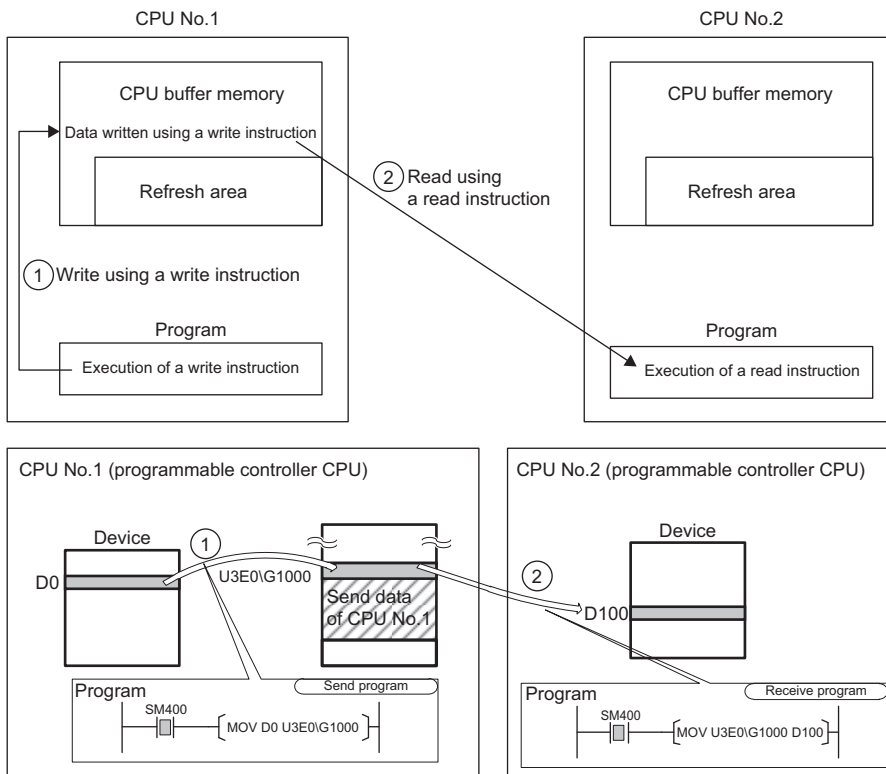 CPU No.1
CPU No.2
CPU buffer memory
Data written using a write instruction
Refresh area
1 Write using a write instruction
Program
Execution of a write instruction
2 Read using
a read instruction
CPU buffer memory
Refresh area
Program
Execution of a read instruction
CPU No.1 (programmable controller CPU)
Device
D0
1
U3E0\G1000
Send data
of CPU No.1
Program
Send program
SM400
MOV D0 U3E0\G1000
CPU No.2 (programmable controller CPU)
Device
2
D100
Program
Receive program
SM400
MOV U3E0\G1000 D100